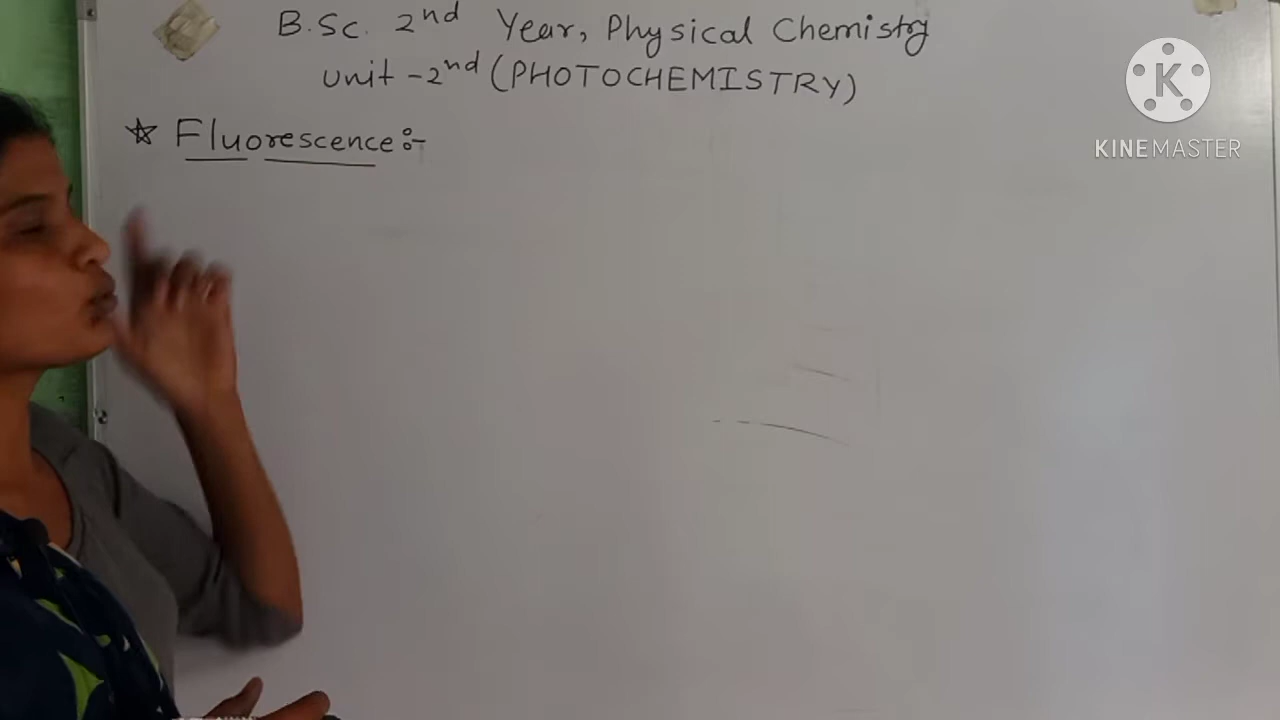 B.Sc. 2nd Year, Physical Chemistry
Unit -2nd (PHOTOCHEMISTRY)
☆ Fluorescence:-
K
KINEMASTER